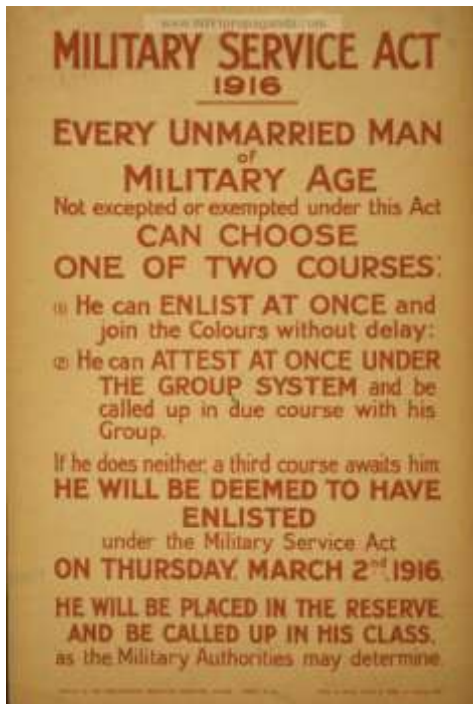 MILITARY SERVICE ACT
1916
EVERY UNMARRIED MAN
of
MILITARY AGE
Not excepted or exempted under this Act
CAN CHOOSE
ONE OF TWO COURSES:
(1) He can ENLIST AT ONCE and
join the Colours without delay:
(2) He can ATTEST AT ONCE UNDER
THE GROUP SYSTEM and be
called up in due course with his
Group.
If he does neither, a third course awaits him:
HE WILL BE DEEMED TO HAVE
ENLISTED
under the Military Service Act
ON THURSDAY, MARCH 2nd, 1916.
HE WILL BE PLACED IN THE RESERVE,
AND BE CALLED UP IN HIS CLASS,
as the Military Authorities may determine.